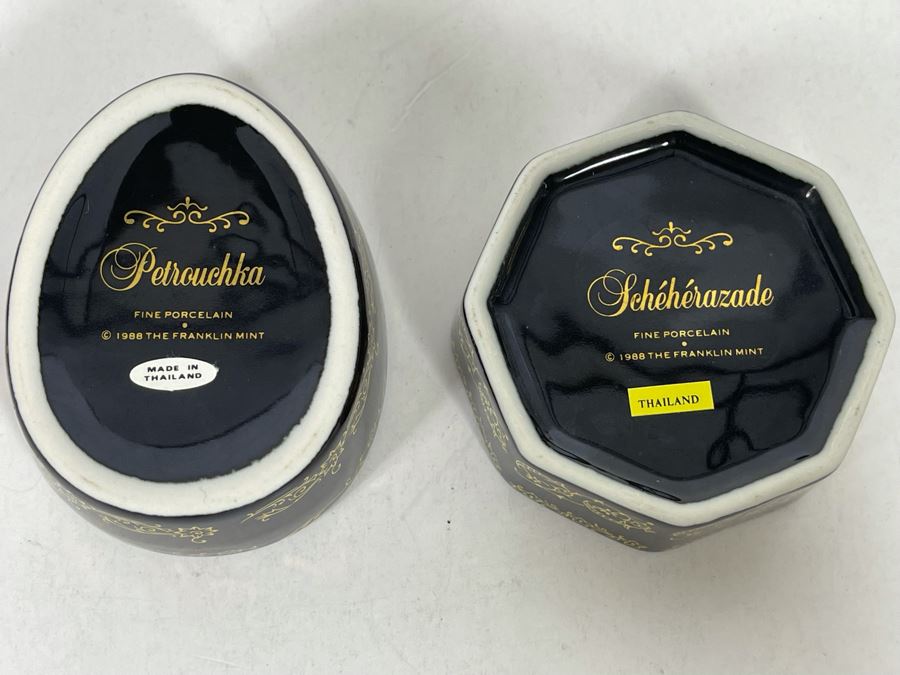 Petrouchka
FINE PORCELAIN
•
© 1988 THE FRANKLIN MINT
MADE IN
THAILAND
Schéhérazade
FINE PORCELAIN
•
© 1988 THE FRANKLIN MINT
THAILAND